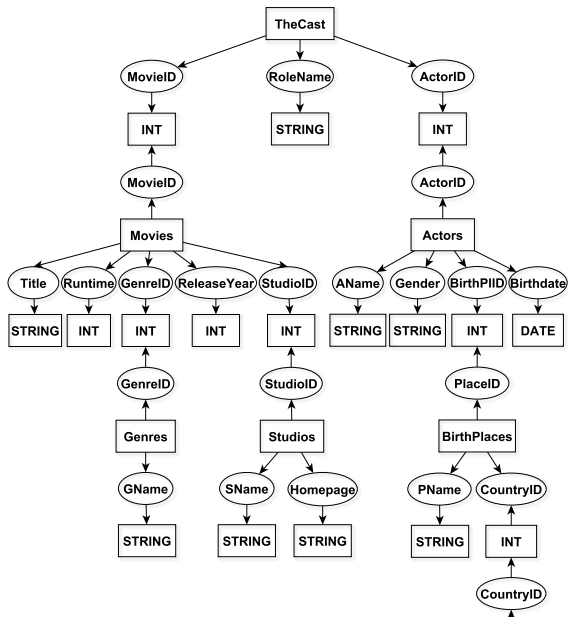 TheCast
MovieID RoleName ActorID
INT STRING INT
MovieID ActorID
Movies Actors
Title Runtime GenreID ReleaseYear StudioID AName Gender BirthPlID Birthdate
STRING INT INT INT INT STRING STRING INT DATE
GenreID StudioID PlaceID
Genres Studios BirthPlaces
GName SName Homepage PName CountryID
STRING STRING STRING STRING INT
CountryID